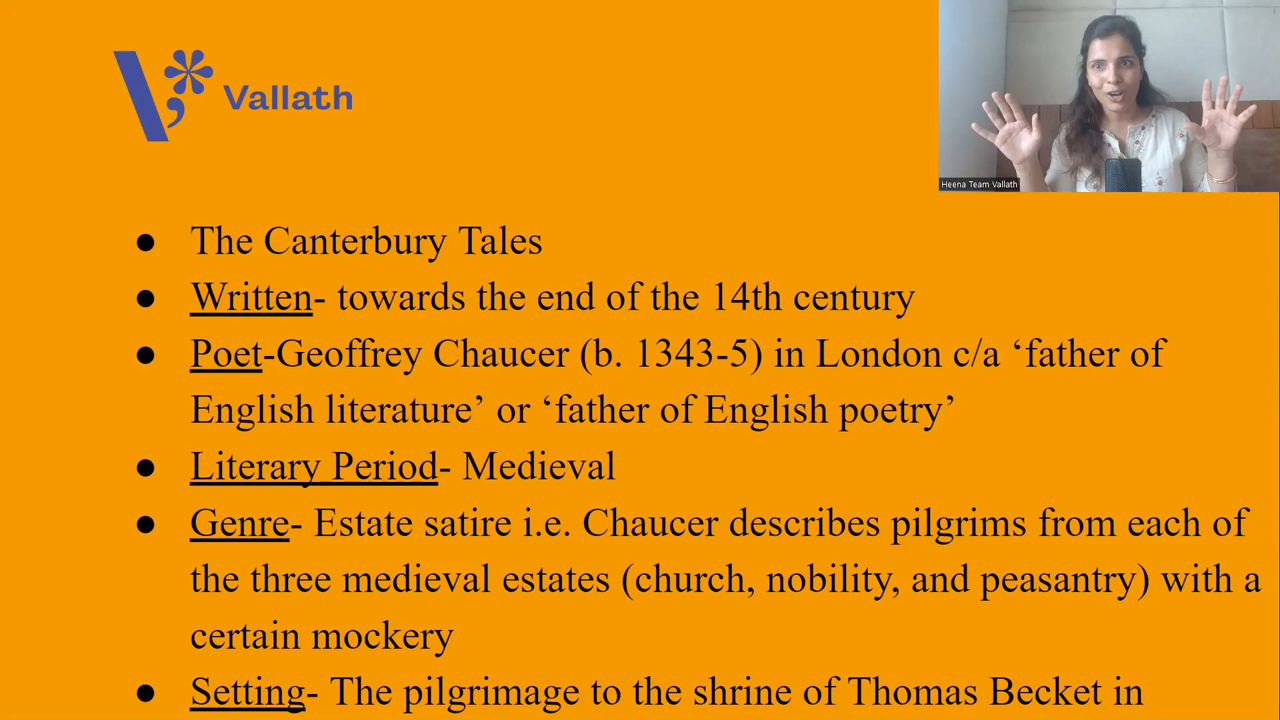 Vallath
Heena Team Vallath
● The Canterbury Tales
● Written- towards the end of the 14th century
● Poet-Geoffrey Chaucer (b. 1343-5) in London c/a ‘father of
English literature’ or ‘father of English poetry’
● Literary Period- Medieval
● Genre- Estate satire i.e. Chaucer describes pilgrims from each of
the three medieval estates (church, nobility, and peasantry) with a
certain mockery
● Setting- The pilgrimage to the shrine of Thomas Becket in